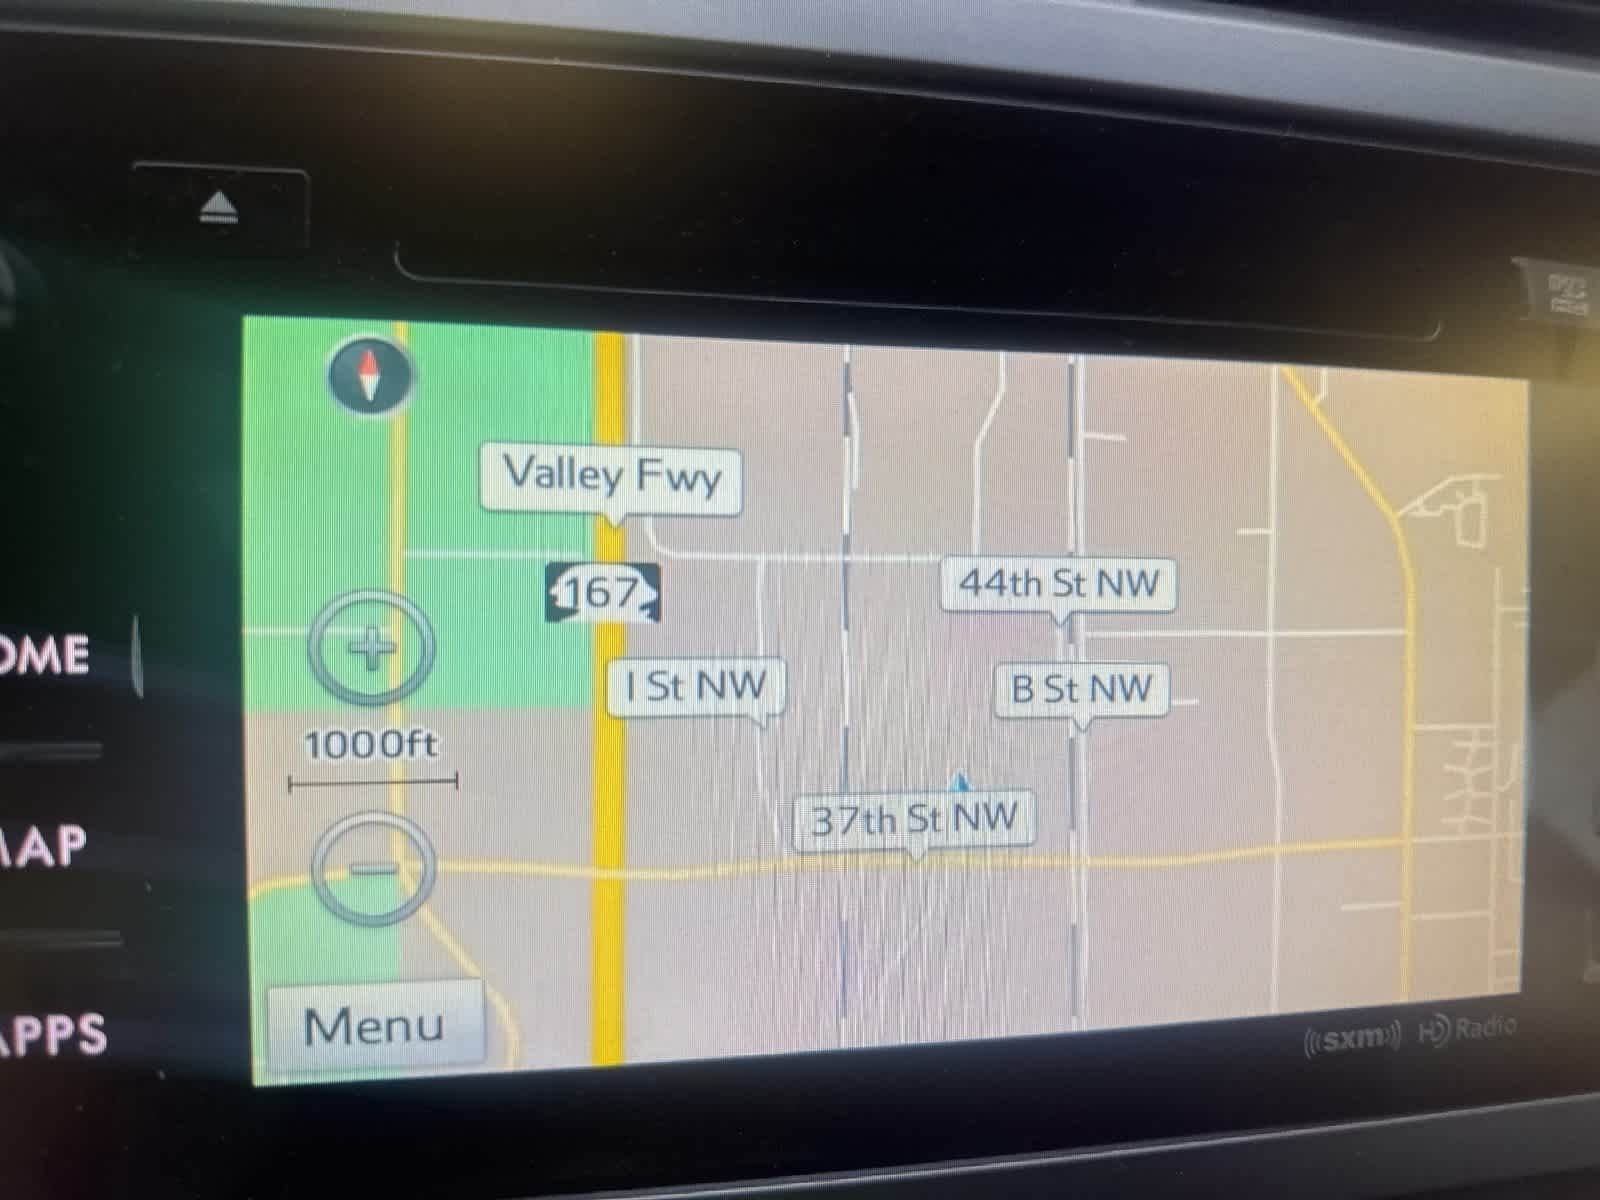 Valley Fwy
167
44th St NW
I St NW
B St NW
1000ft
37th St NW
OME
MAP
APPS
Menu
((sxm)) HD Radio